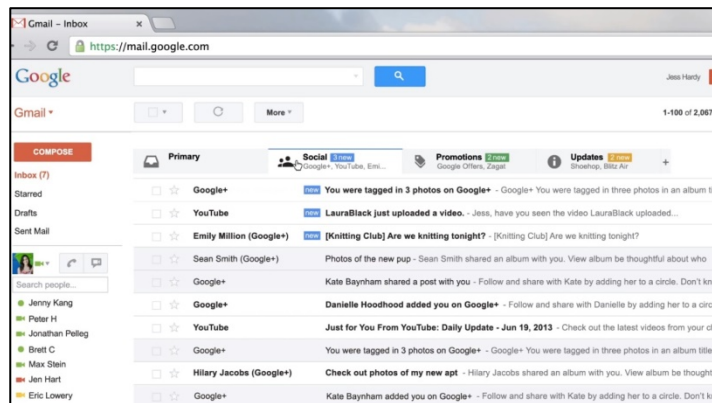 Gmail - Inbox
https://mail.google.com
Google
Jess Hardy
Gmail
More
1-100 of 2,067
COMPOSE
Primary
Social 3 new
Google+, YouTube, Emi...
Promotions 2 new
Google Offers, Zagat
Updates 2 new
Shoehop, Blitz Air
+
Inbox (7)
Starred
Drafts
Sent Mail
Search people...
Jenny Kang
Peter H
Jonathan Pelleg
Brett C
Max Stein
Jen Hart
Eric Lowery
Google+ new You were tagged in 3 photos on Google+ - Google+ You were tagged in three photos in an album ti
YouTube new LauraBlack just uploaded a video. - Jess, have you seen the video LauraBlack uploaded...
Emily Million (Google+) new [Knitting Club] Are we knitting tonight? - [Knitting Club] Are we knitting tonight?
Sean Smith (Google+) Photos of the new pup - Sean Smith shared an album with you. View album be thoughtful about who
Google+ Kate Baynham shared a post with you - Follow and share with Kate by adding her to a circle. Don't kn
Google+ Danielle Hoodhood added you on Google+ - Follow and share with Danielle by adding her to a circ
YouTube Just for You From YouTube: Daily Update - Jun 19, 2013 - Check out the latest videos from your cl
Google+ You were tagged in 3 photos on Google+ - Google+ You were tagged in three photos in an album title
Hilary Jacobs (Google+) Check out photos of my new apt - Hilary Jacobs shared an album with you. View album be thought
Google+ Kate Baynham added you on Google+ - Follow and share with Kate by adding her to a circle. Don't k